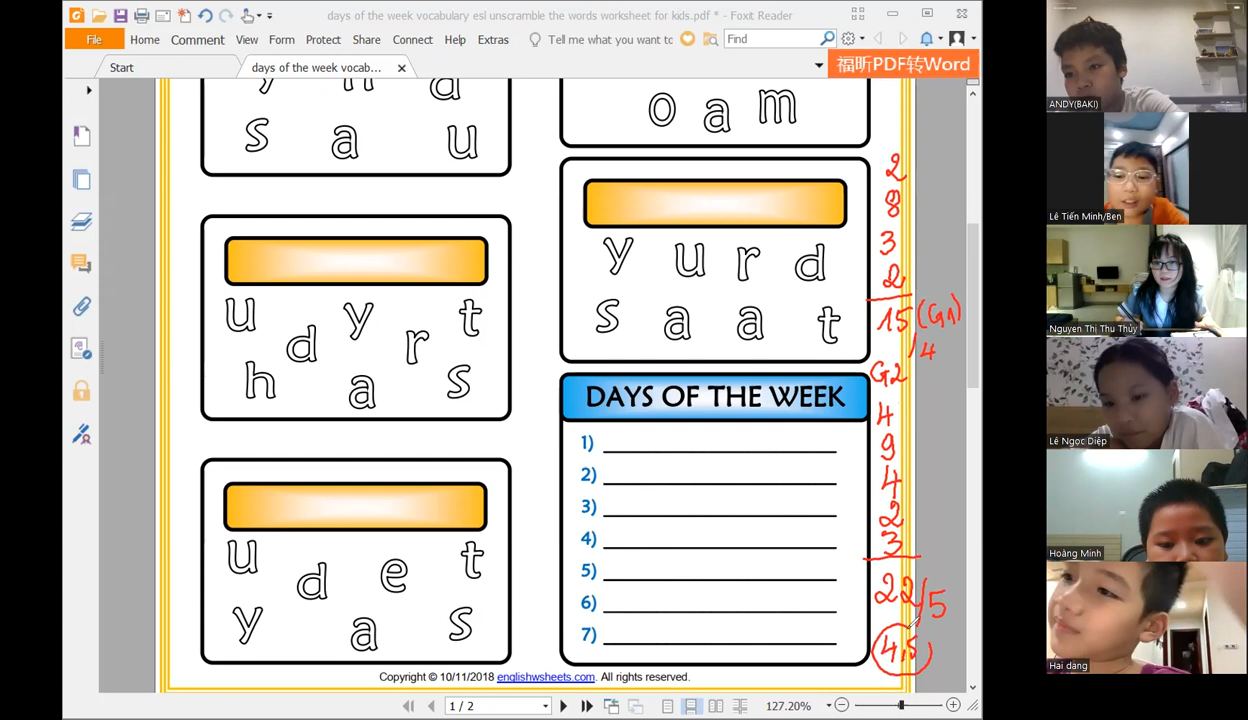 days of the week vocabulary esl unscramble the words worksheet for kids.pdf * - Foxit Reader
File Home Comment View Form Protect Share Connect Help Extras Tell me what you want to Find
Start days of the week vocab... 福昕PDF转Word
s a u
o a m
y u r d
s a a t
u d y r t
h a s
u d e t
y a s
DAYS OF THE WEEK
1)
2)
3)
4)
5)
6)
7)
2
8
3
2
15 (G1)
/4
G2
4
9
4
2
3
22/5
4,5
Copyright © 10/11/2018 englishwsheets.com. All rights reserved.
1 / 2 127.20%
ANDY(BAKI)
Lê Tiến Minh/Ben
Nguyen Thị Thu Thủy
Lê Ngọc Diệp
Hoàng Minh
Hai dang